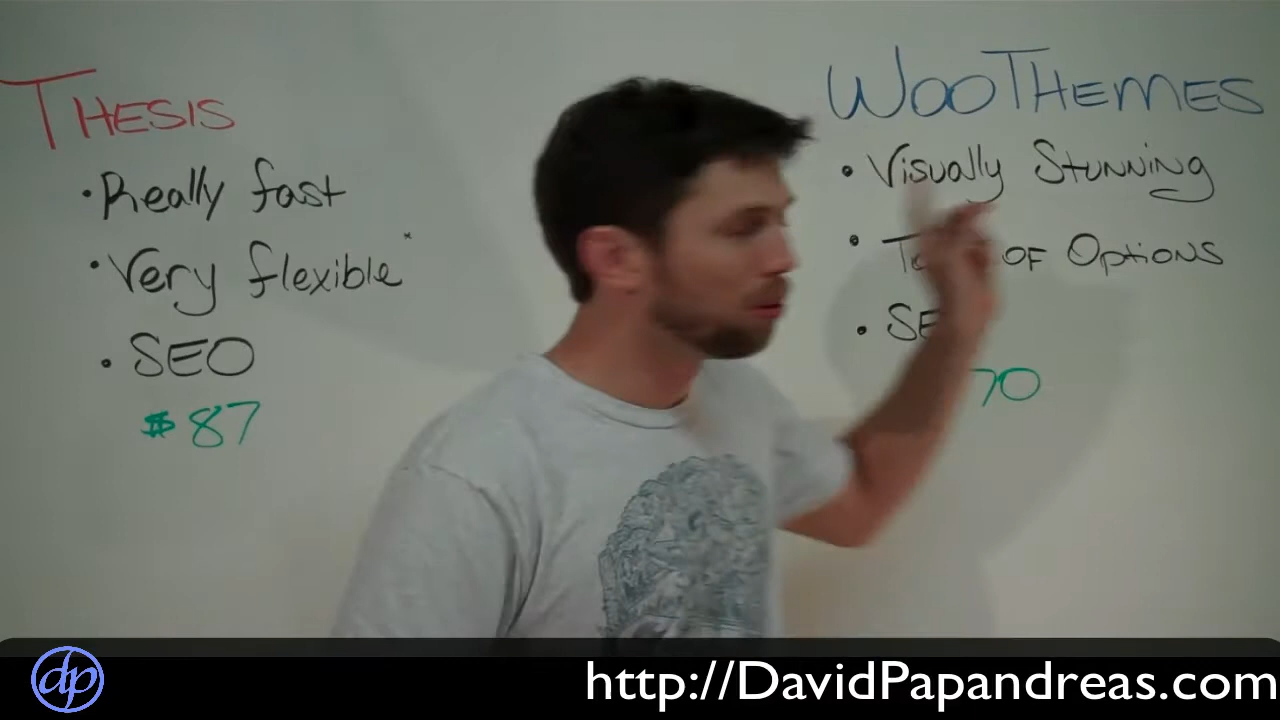 THESIS
• Really fast
• Very flexible*
• SEO
$87
WOOTHEMES
• Visually Stunning
• OF Options
• SE
70
dp
http://DavidPapandreas.com